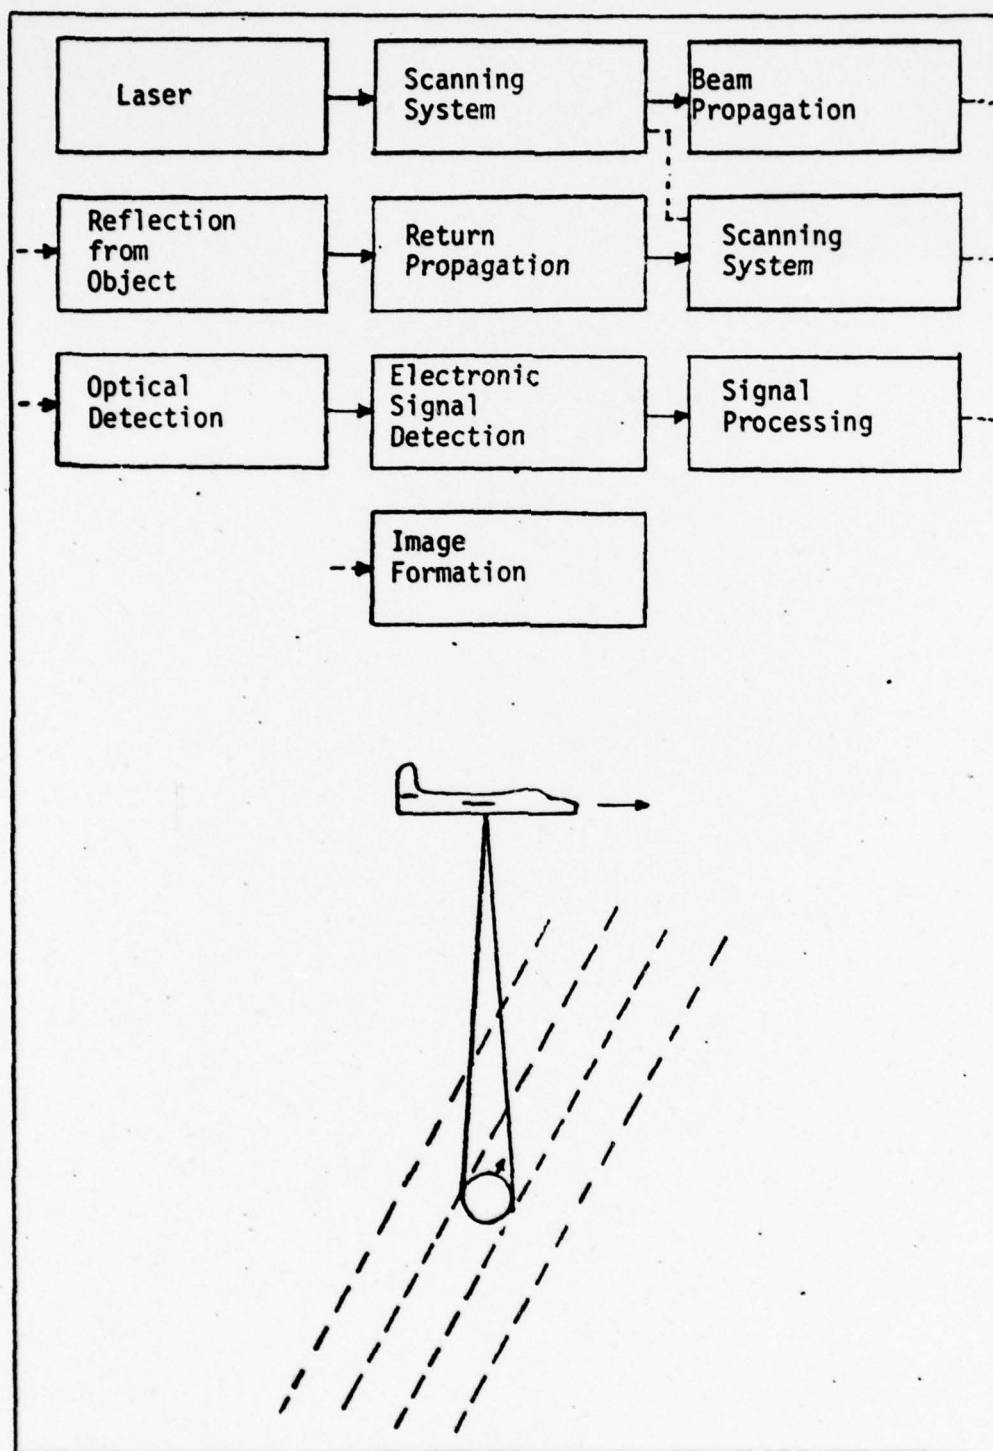 Laser
Scanning
System
Beam
Propagation
Reflection
from
Object
Return
Propagation
Scanning
System
Optical
Detection
Electronic
Signal
Detection
Signal
Processing
Image
Formation